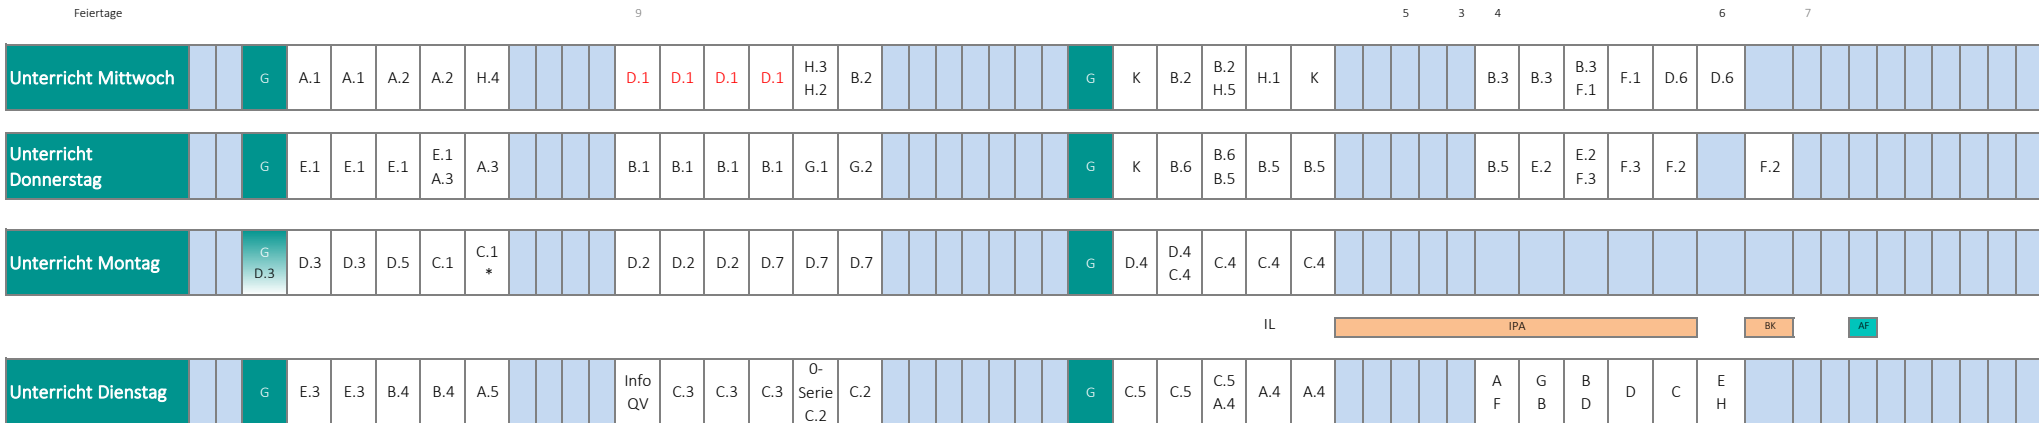 Feiertage 9 5 3 4 6 7
Unterricht Mittwoch G A.1 A.1 A.2 A.2 H.4 D.1 D.1 D.1 D.1 H.3 H.2 B.2 G K B.2 B.2 H.5 H.1 K B.3 B.3 B.3 F.1 F.1 D.6 D.6
Unterricht Donnerstag G E.1 E.1 E.1 E.1 A.3 A.3 B.1 B.1 B.1 B.1 G.1 G.2 G K B.6 B.6 B.5 B.5 B.5 B.5 E.2 E.2 F.3 F.3 F.2 F.2
Unterricht Montag G D.3 D.3 D.3 D.5 C.1 C.1 * D.2 D.2 D.2 D.7 D.7 D.7 G D.4 D.4 C.4 C.4 C.4 C.4
IL IPA BK AF
Unterricht Dienstag G E.3 E.3 B.4 B.4 A.5 Info QV C.3 C.3 C.3 0- Serie C.2 C.2 G C.5 C.5 C.5 A.4 A.4 A.4 A F G B B D D C E H